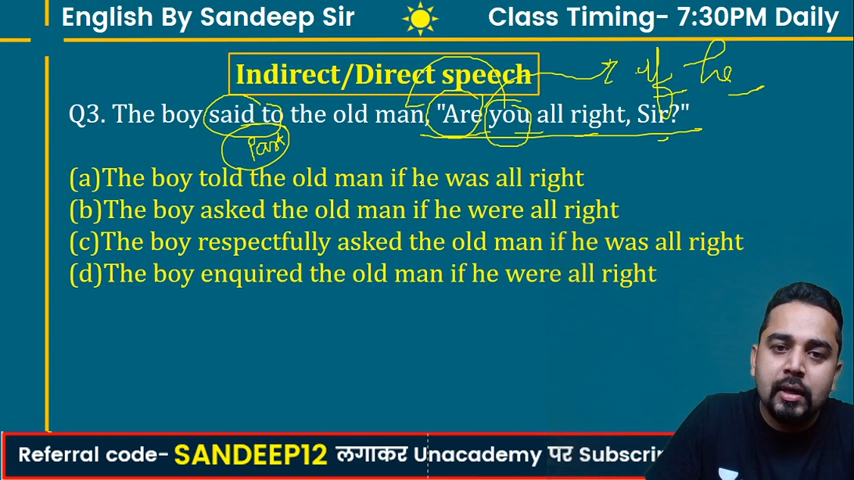 English By Sandeep Sir
Class Timing- 7:30PM Daily
Indirect/Direct speech
if he
Q3. The boy said to the old man, "Are you all right, Sir?"
Past
(a)The boy told the old man if he was all right
(b)The boy asked the old man if he were all right
(c)The boy respectfully asked the old man if he was all right
(d)The boy enquired the old man if he were all right
Referral code- SANDEEP12 लगाकर Unacademy पर